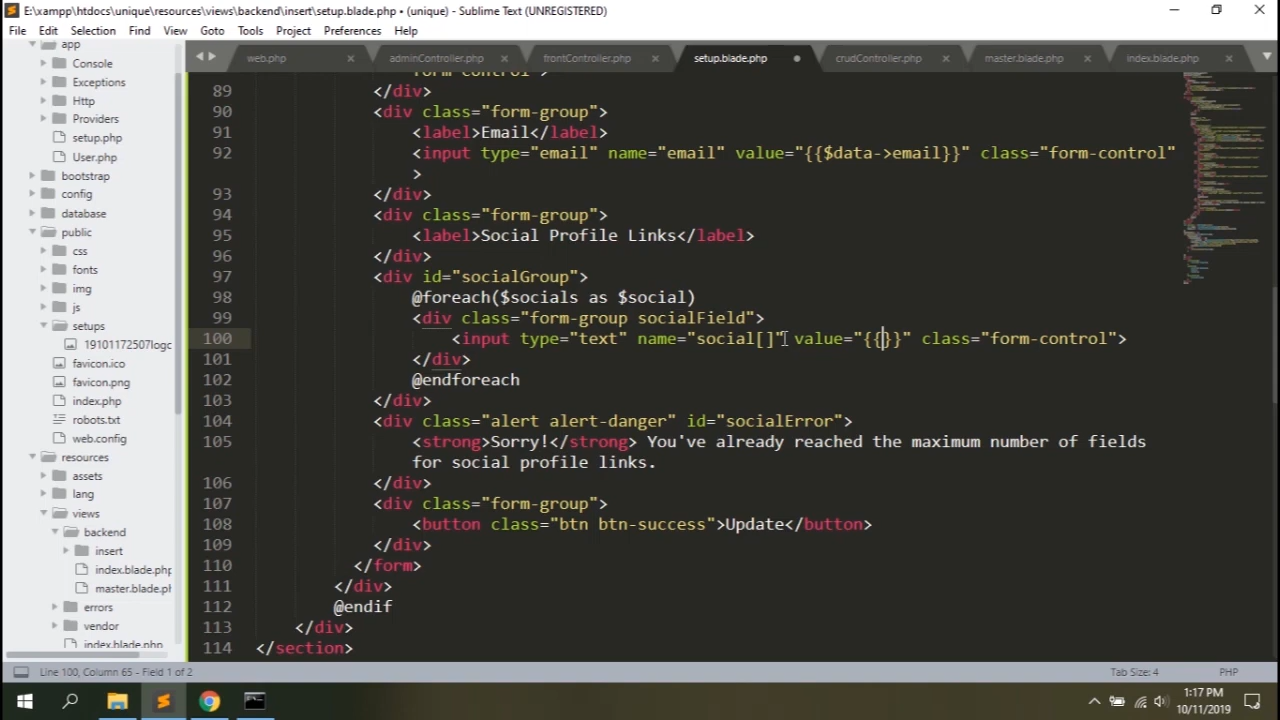 E:\xampp\htdocs\unique\resources\views\backend\insert\setup.blade.php • (unique) - Sublime Text (UNREGISTERED)
File Edit Selection Find View Goto Tools Project Preferences Help
web.php adminController.php frontController.php setup.blade.php crudController.php master.blade.php index.blade.php
app
Console
Exceptions
Http
Providers
setup.php
User.php
bootstrap
config
database
public
css
fonts
img
js
setups
19101172507logo
favicon.ico
favicon.png
index.php
robots.txt
web.config
resources
assets
lang
views
backend
insert
index.blade.php
master.blade.ph
errors
vendor
index.blade.php
form-control">
89 </div>
90 <div class="form-group">
91 <label>Email</label>
92 <input type="email" name="email" value="{{$data->email}}" class="form-control"
>
93 </div>
94 <div class="form-group">
95 <label>Social Profile Links</label>
96 </div>
97 <div id="socialGroup">
98 @foreach($socials as $social)
99 <div class="form-group socialField">
100 <input type="text" name="social[]" value="{{}}" class="form-control">
101 </div>
102 @endforeach
103 </div>
104 <div class="alert alert-danger" id="socialError">
105 <strong>Sorry!</strong> You've already reached the maximum number of fields
for social profile links.
106 </div>
107 <div class="form-group">
108 <button class="btn btn-success">Update</button>
109 </div>
110 </form>
111 </div>
112 @endif
113 </div>
114 </section>
Line 100, Column 65 - Field 1 of 2 Tab Size: 4 PHP
1:17 PM
10/11/2019